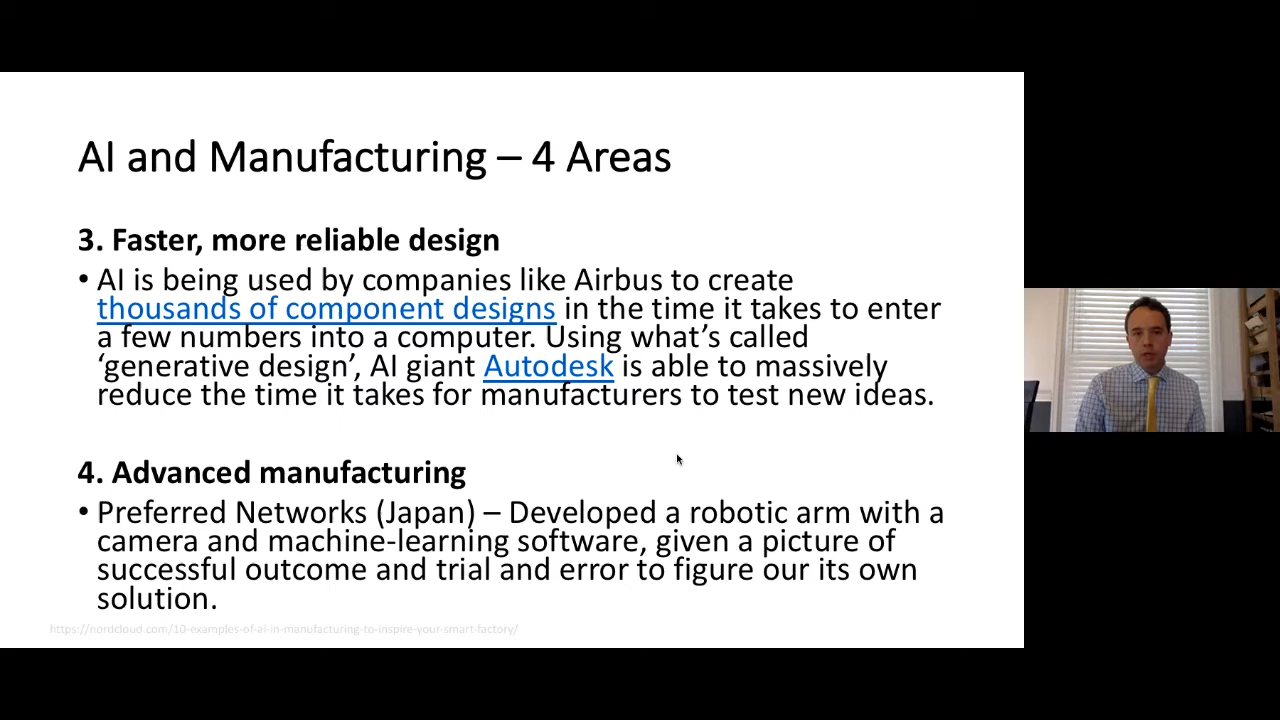 AI and Manufacturing – 4 Areas
3. Faster, more reliable design
• AI is being used by companies like Airbus to create
thousands of component designs in the time it takes to enter
a few numbers into a computer. Using what’s called
‘generative design’, AI giant Autodesk is able to massively
reduce the time it takes for manufacturers to test new ideas.
4. Advanced manufacturing
• Preferred Networks (Japan) – Developed a robotic arm with a
camera and machine-learning software, given a picture of
successful outcome and trial and error to figure our its own
solution.
https://nordcloud.com/10-examples-of-ai-in-manufacturing-to-inspire-your-smart-factory/